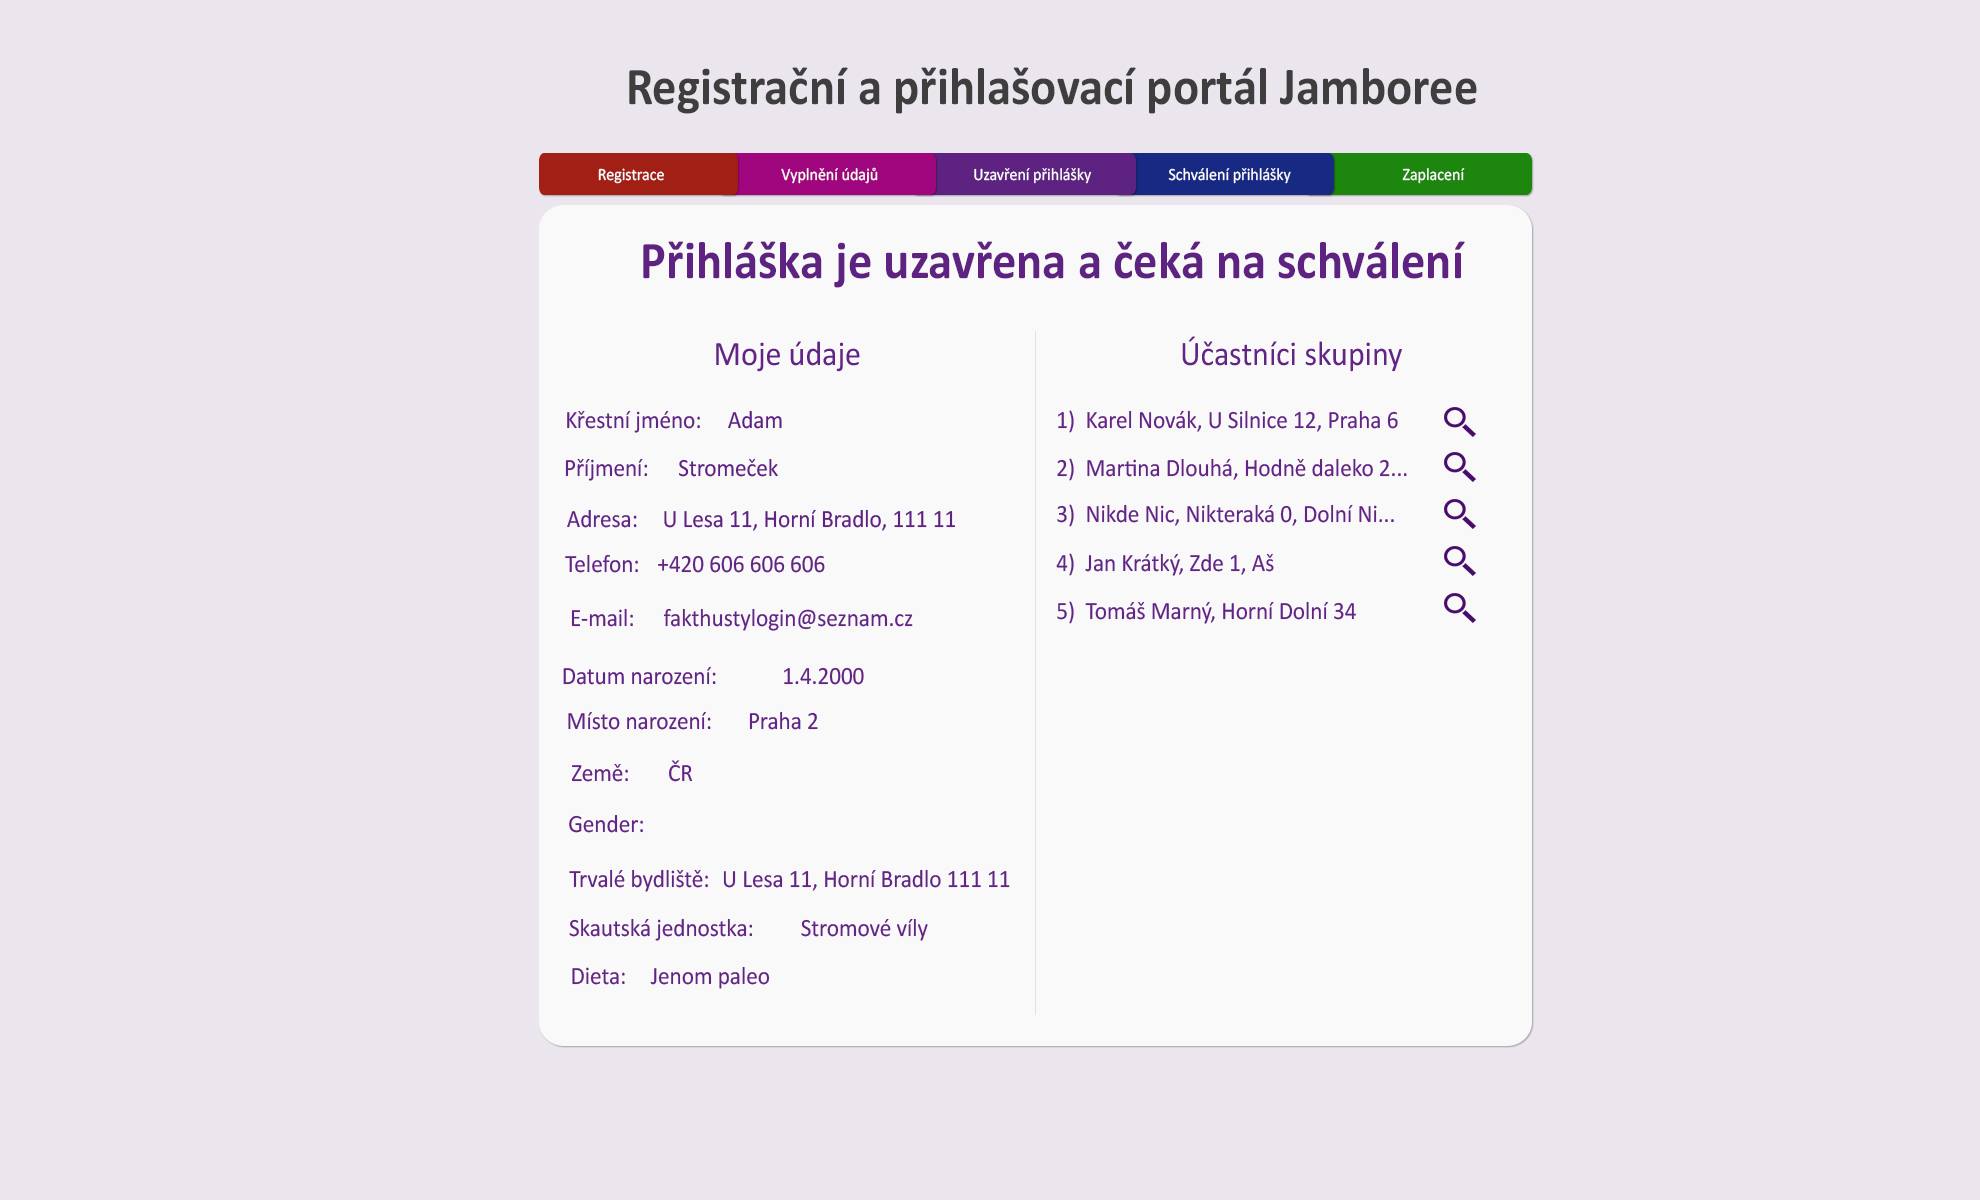 Registrační a přihlašovací portál Jamboree
Registrace
Vyplnění údajů
Uzavření přihlášky
Schválení přihlášky
Zaplacení
Přihláška je uzavřena a čeká na schválení
Moje údaje
Křestní jméno: Adam
Příjmení: Stromeček
Adresa: U Lesa 11, Horní Bradlo, 111 11
Telefon: +420 606 606 606
E-mail: fakthustylogin@seznam.cz
Datum narození: 1.4.2000
Místo narození: Praha 2
Země: ČR
Gender:
Trvalé bydliště: U Lesa 11, Horní Bradlo 111 11
Skautská jednostka: Stromové víly
Dieta: Jenom paleo
Účastníci skupiny
1) Karel Novák, U Silnice 12, Praha 6
2) Martina Dlouhá, Hodně daleko 2...
3) Nikde Nic, Nikteraká 0, Dolní Ni...
4) Jan Krátký, Zde 1, Aš
5) Tomáš Marný, Horní Dolní 34